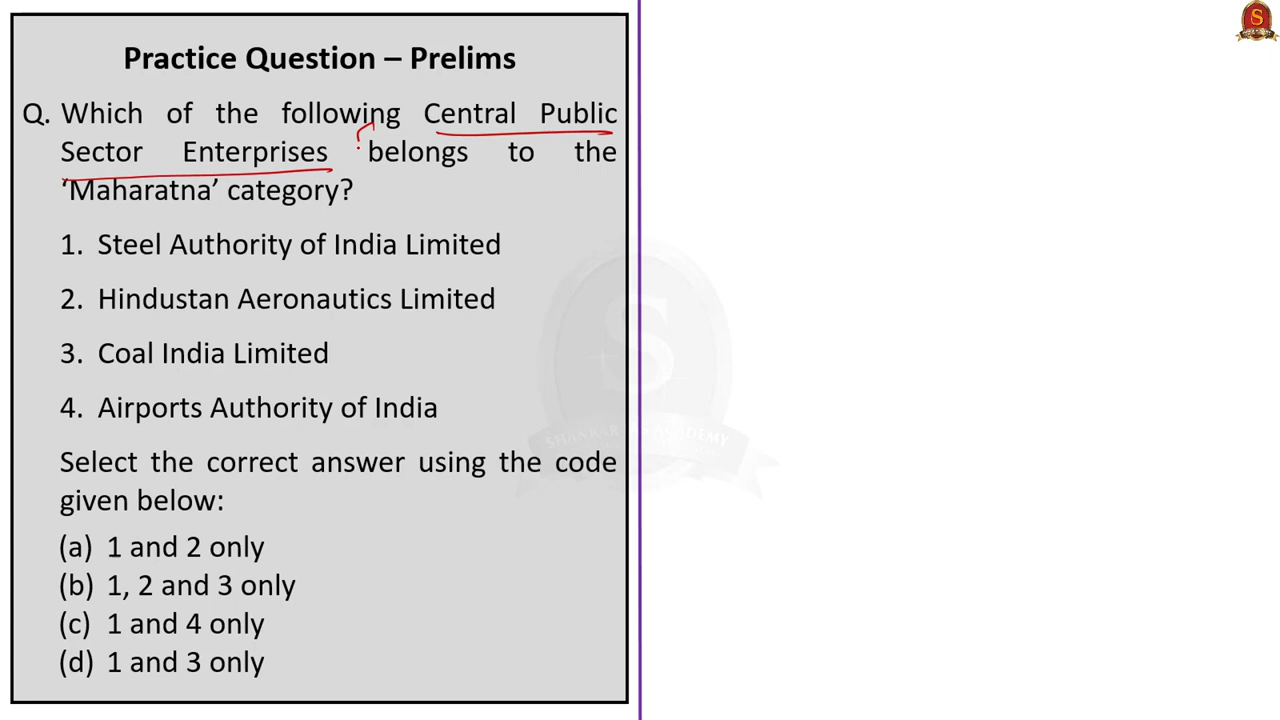 Practice Question – Prelims
Q. Which of the following Central Public
Sector Enterprises belongs to the
‘Maharatna’ category?
1. Steel Authority of India Limited
2. Hindustan Aeronautics Limited
3. Coal India Limited
4. Airports Authority of India
Select the correct answer using the code
given below:
(a) 1 and 2 only
(b) 1, 2 and 3 only
(c) 1 and 4 only
(d) 1 and 3 only
S
S